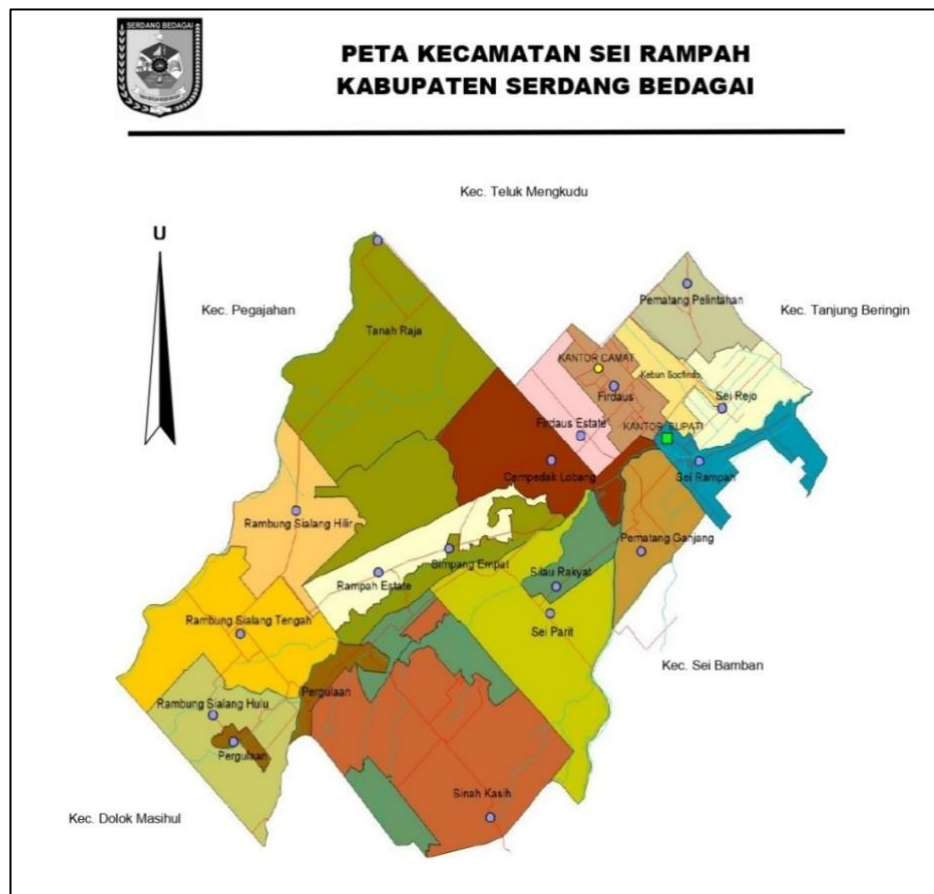 SERDANG BEDAGAI
PETA KECAMATAN SEI RAMPAH
KABUPATEN SERDANG BEDAGAI
Kec. Teluk Mengkudu
U
Kec. Pegajahan
Pematang Pelintahan
Kec. Tanjung Beringin
Tanah Raja
KANTOR CAMAT
Kebun Socfindo
Firdaus
Sei Rejo
Firdaus Estate
KANTOR BUPATI
Cempedak Lobang
Sei Rampah
Rambung Sialang Hilir
Pematang Ganjang
Simpang Empat
Rampah Estate
Silau Rakyat
Sei Parit
Rambung Sialang Tengah
Kec. Sei Bamban
Pergulaan
Rambung Sialang Hulu
Pergulaan
Sinah Kasih
Kec. Dolok Masihul